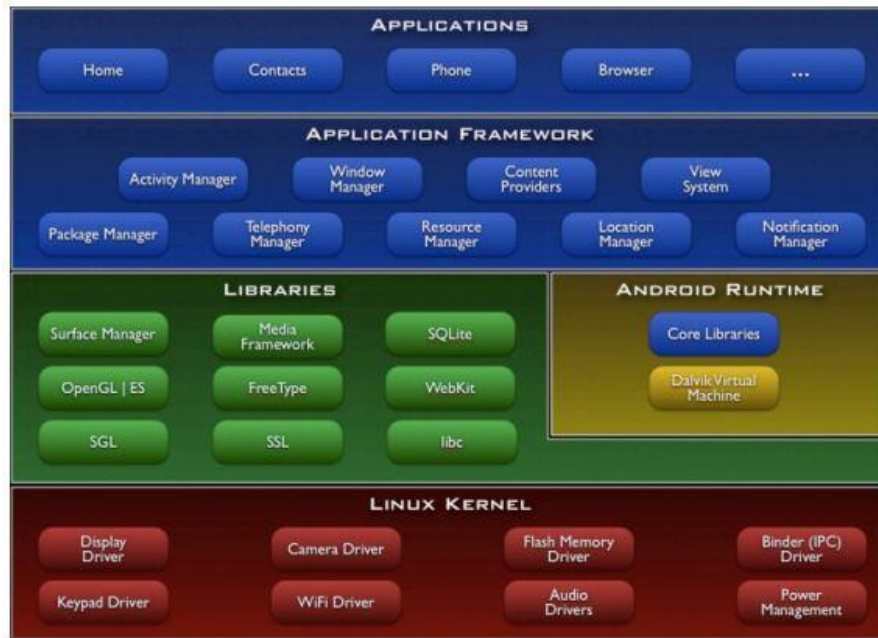 APPLICATIONS
Home
Contacts
Phone
Browser
...
APPLICATION FRAMEWORK
Activity Manager
Window
Manager
Content
Providers
View
System
Package Manager
Telephony
Manager
Resource
Manager
Location
Manager
Notification
Manager
LIBRARIES
Surface Manager
Media
Framework
SQLite
OpenGL | ES
FreeType
WebKit
SGL
SSL
libc
ANDROID RUNTIME
Core Libraries
Dalvik Virtual
Machine
LINUX KERNEL
Display
Driver
Camera Driver
Flash Memory
Driver
Binder (IPC)
Driver
Keypad Driver
WiFi Driver
Audio
Drivers
Power
Management